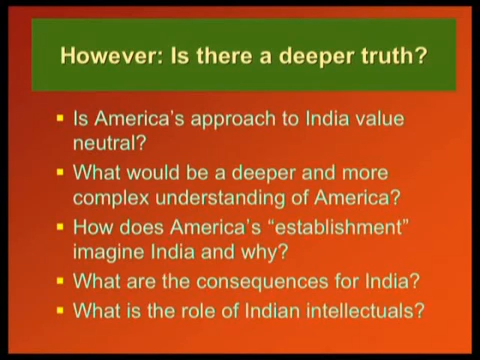 However: Is there a deeper truth?
Is America's approach to India value
neutral?
What would be a deeper and more
complex understanding of America?
How does America's “establishment”
imagine India and why?
What are the consequences for India?
What is the role of Indian intellectuals?